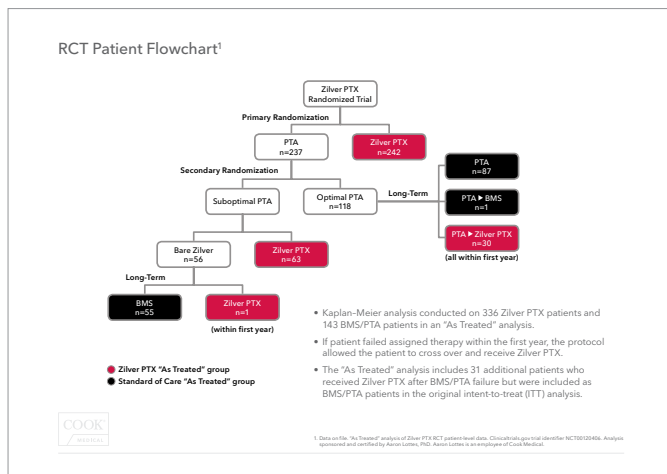 RCT Patient Flowchart¹
Zilver PTX
Randomized Trial
Primary Randomization
PTA
n=237
Zilver PTX
n=242
Secondary Randomization
Suboptimal PTA
Optimal PTA
n=118
Long-Term
PTA
n=87
PTA ▶ BMS
n=1
PTA ▶ Zilver PTX
n=30
(all within first year)
Bare Zilver
n=56
Zilver PTX
n=63
Long-Term
BMS
n=55
Zilver PTX
n=1
(within first year)
• Kaplan-Meier analysis conducted on 336 Zilver PTX patients and
143 BMS/PTA patients in an “As Treated” analysis.
• If patient failed assigned therapy within the first year, the protocol
allowed the patient to cross over and receive Zilver PTX.
• The “As Treated” analysis includes 31 additional patients who
received Zilver PTX after BMS/PTA failure but were included as
BMS/PTA patients in the original intent-to-treat (ITT) analysis.
Zilver PTX “As Treated” group
Standard of Care “As Treated” group
COOK
MEDICAL
1. Data on file. “As Treated” analysis of Zilver PTX RCT patient-level data. Clinicaltrials.gov trial identifier NCT00120406. Analysis
sponsored and certified by Aaron Lottes, PhD. Aaron Lottes is an employee of Cook Medical.